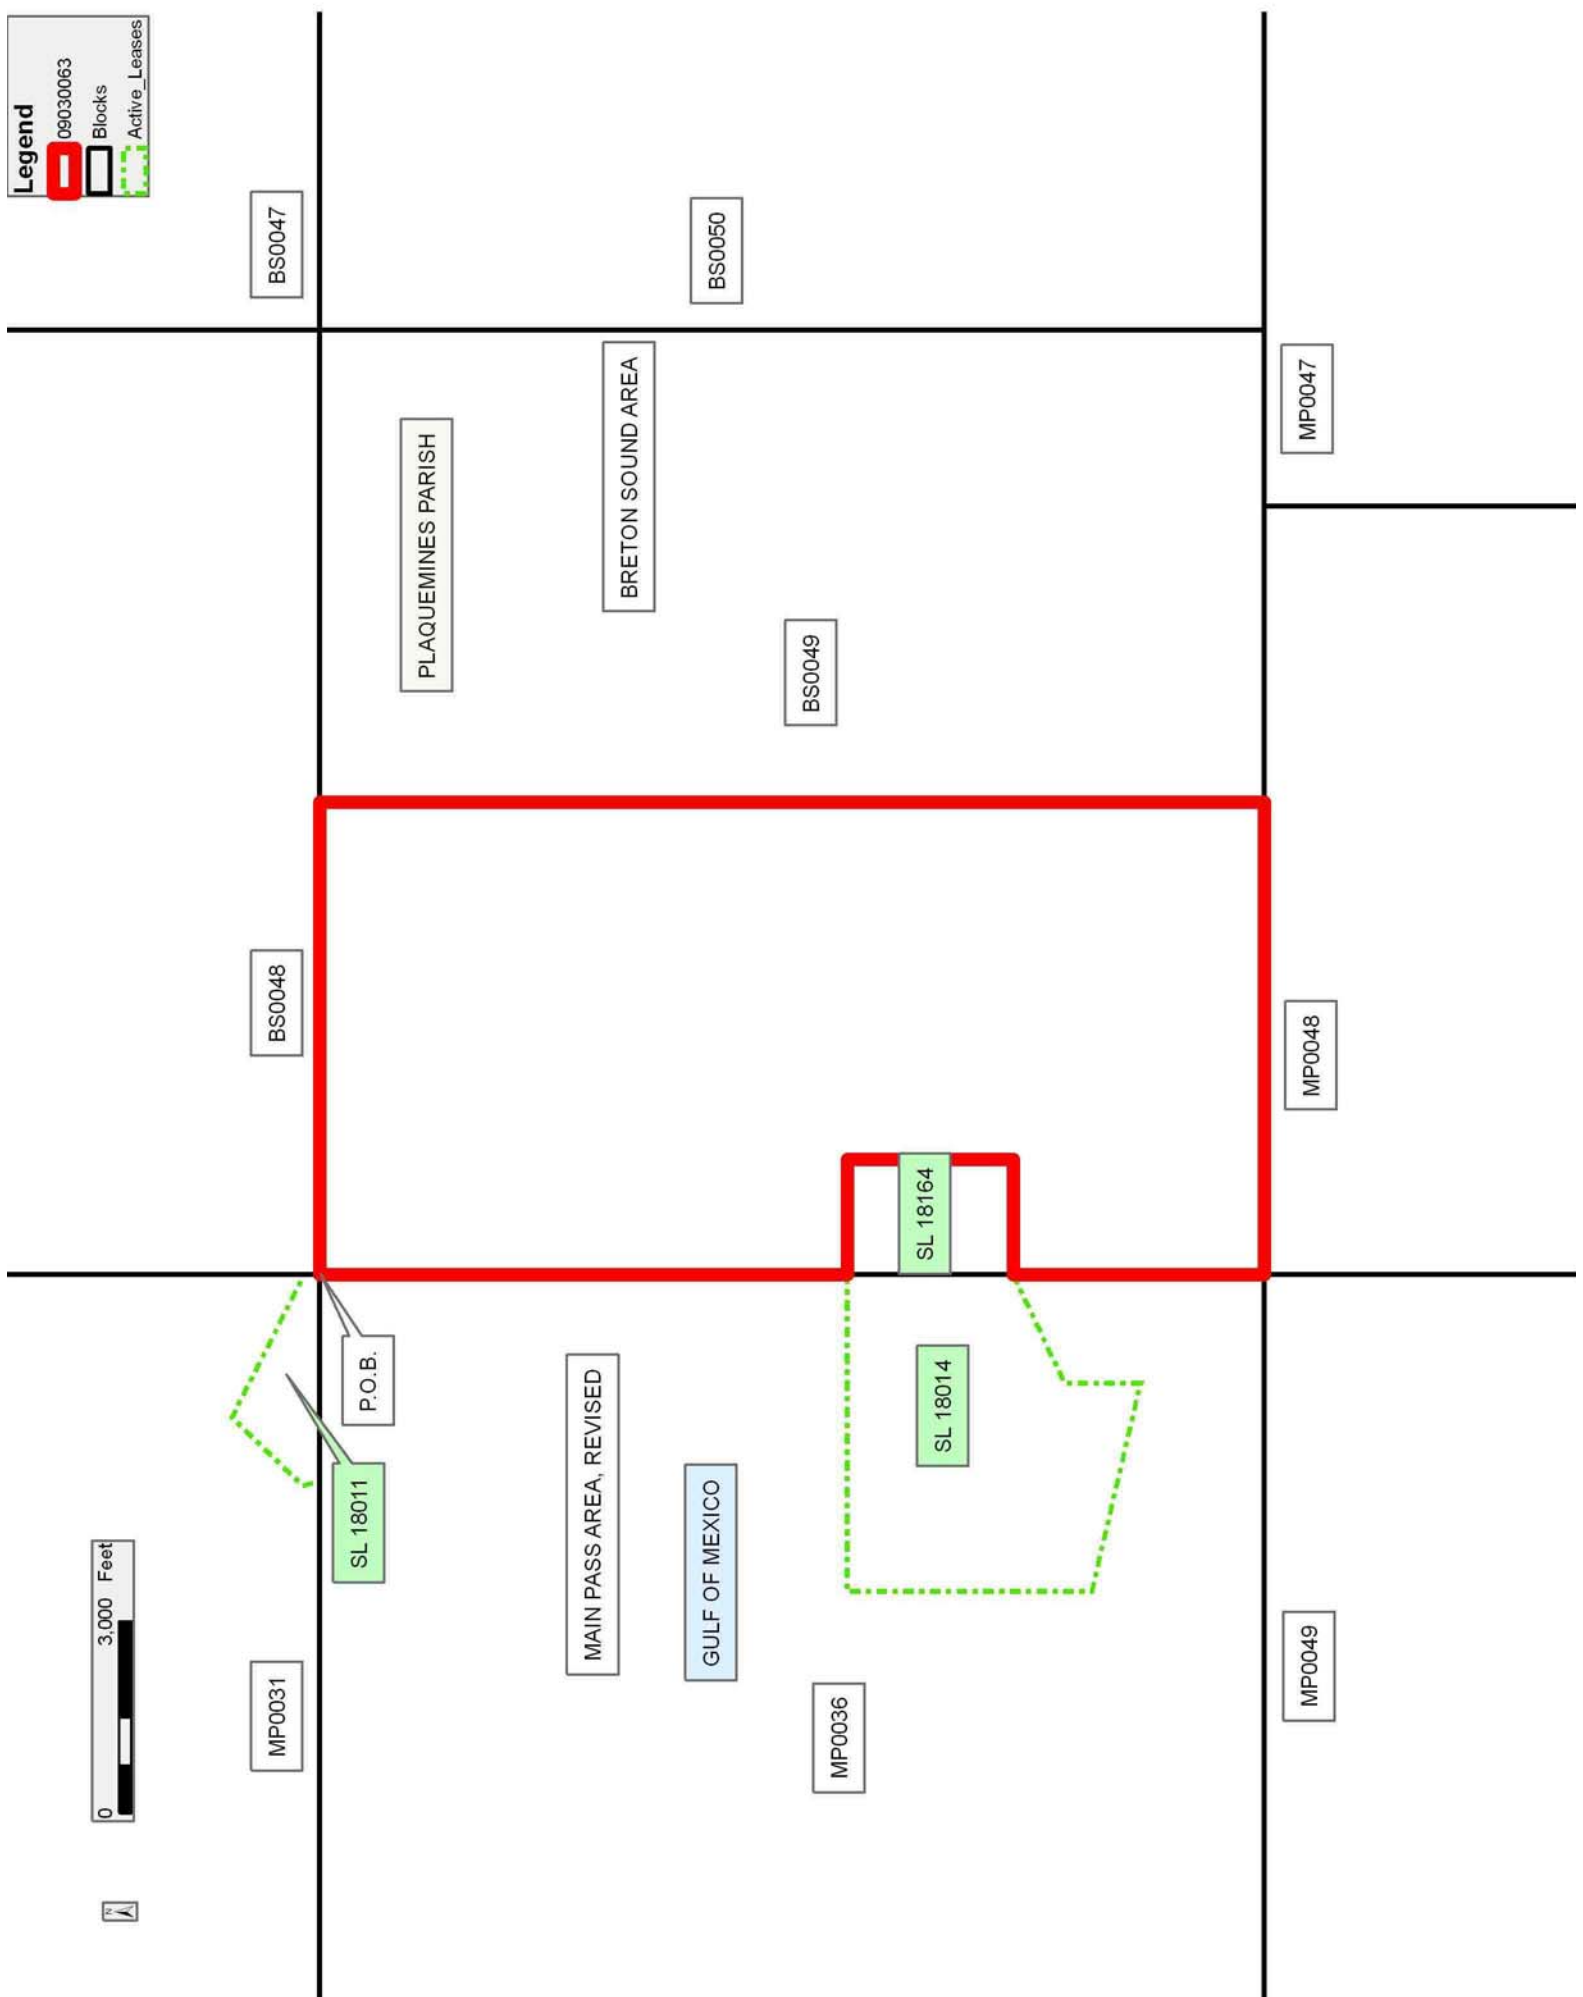 0 3,000 Feet
N
Legend
09030063
Blocks
Active_Leases
MP0031
BS0048
BS0047
SL 18011
P.O.B.
PLAQUEMINES PARISH
MAIN PASS AREA, REVISED
BRETON SOUND AREA
GULF OF MEXICO
BS0050
MP0036
BS0049
SL 18014
SL 18164
MP0049
MP0048
MP0047